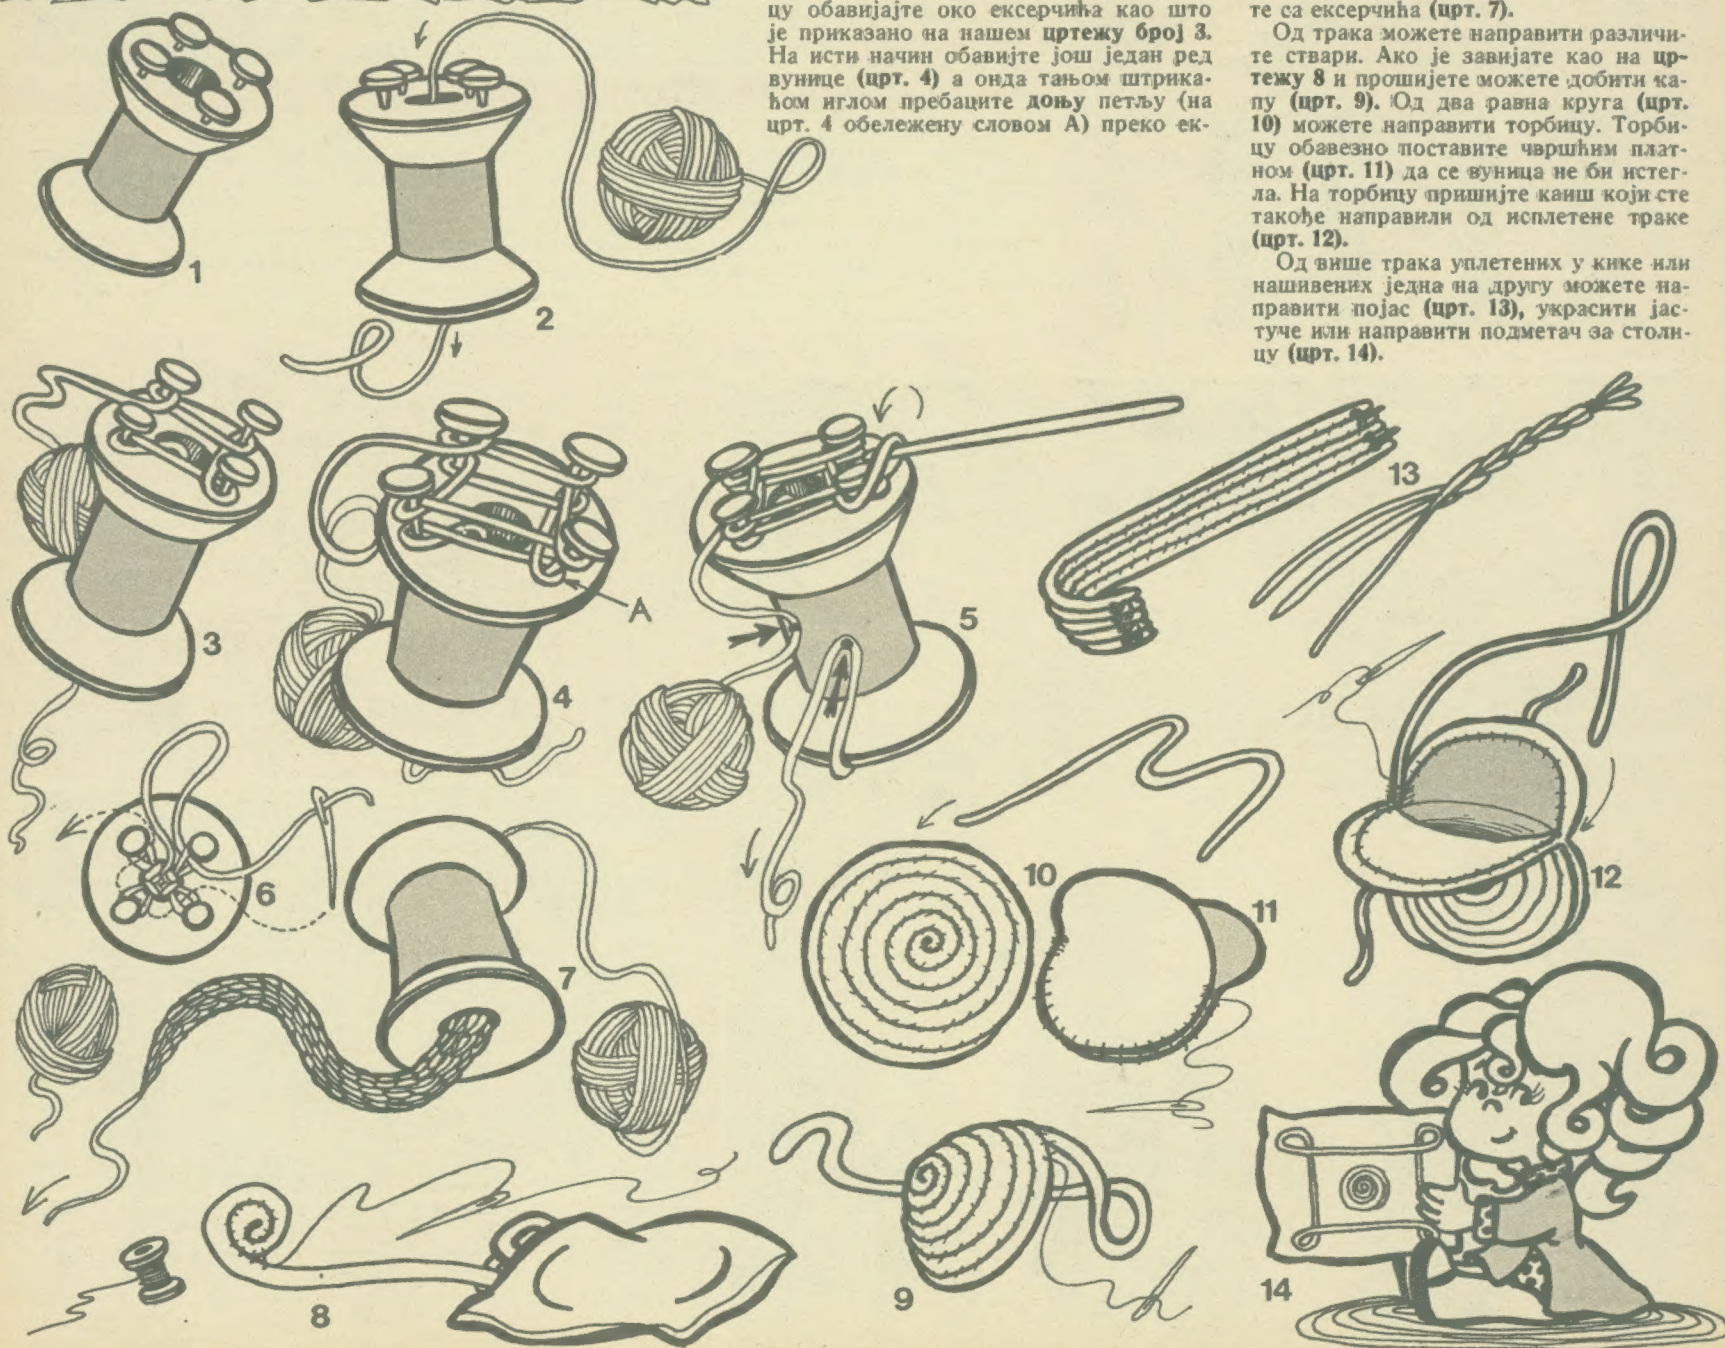 цу обавијајте око ексерчића као што
је приказано на нашем цртежу број 3.
На исти начин обавијте још један ред
вунице (црт. 4) а онда тањом штрика-
ћом иглом пребаците доњу петљу (на
црт. 4 обележену словом А) преко ек-
те са ексерчића (црт. 7).
Од трака можете направити различи-
те ствари. Ако је завијате као на цр-
тежу 8 и прошијете можете добити ка-
пу (црт. 9). Од два равна круга (црт.
10) можете направити торбицу. Торби-
цу обавезно поставите чвршћим плат-
ном (црт. 11) да се вуница не би истег-
ла. На торбицу пришијте каиш који сте
такође направили од исплетене траке
(црт. 12).
Од више трака уплетених у кике или
нашивених једна на другу можете на-
правити појас (црт. 13), украсити јас-
туче или направити подметач за столи-
цу (црт. 14).
1
2
3
4
A
5
13
6
7
10
11
12
8
9
14